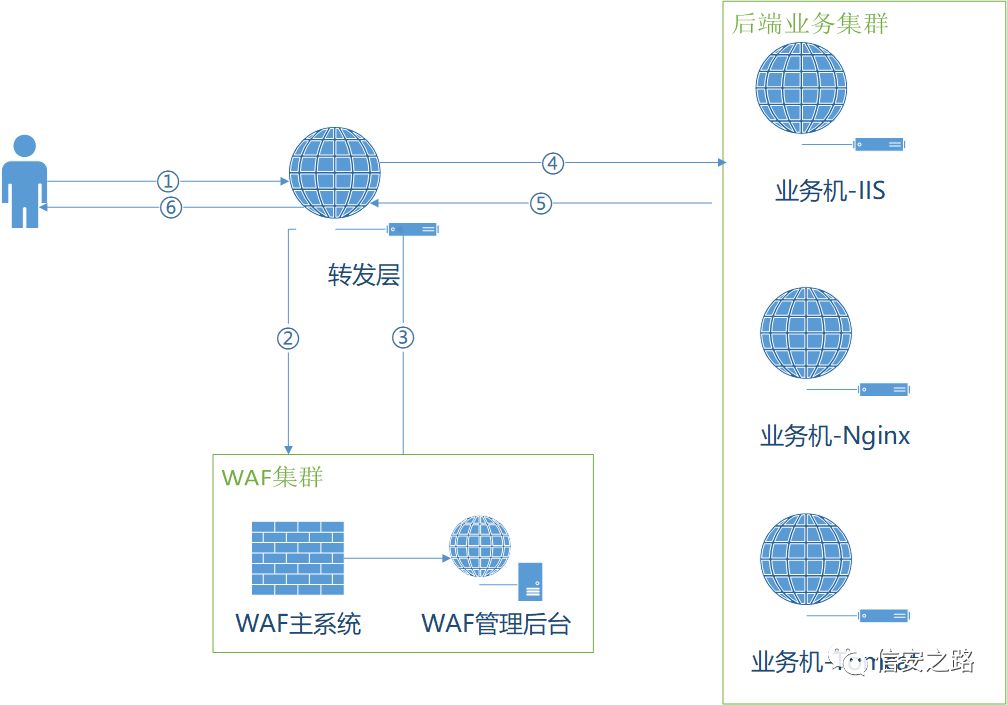 后端业务集群
业务机-IIS
①
④
⑥
⑤
转发层
②
③
业务机-Nginx
WAF集群
WAF主系统
WAF管理后台
业务机-
信安之路